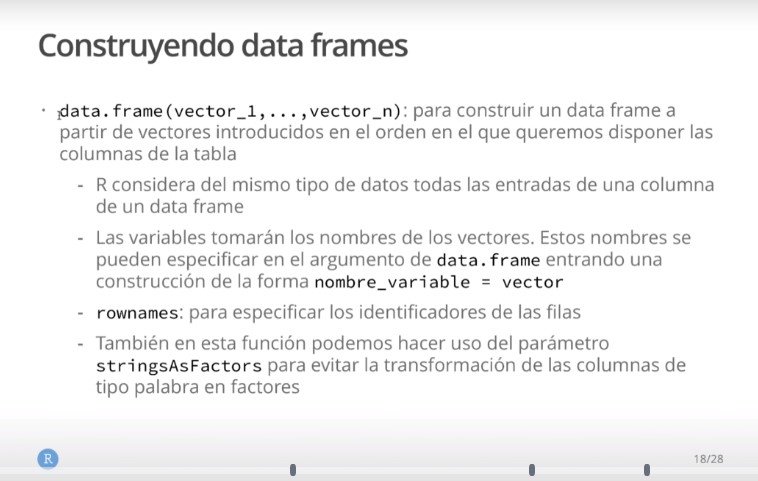 Construyendo data frames
· data.frame(vector_1,...,vector_n): para construir un data frame a
partir de vectores introducidos en el orden en el que queremos disponer las
columnas de la tabla
- R considera del mismo tipo de datos todas las entradas de una columna
de un data frame
- Las variables tomarán los nombres de los vectores. Estos nombres se
pueden especificar en el argumento de data.frame entrando una
construcción de la forma nombre_variable = vector
- rownames: para especificar los identificadores de las filas
- También en esta función podemos hacer uso del parámetro
stringsAsFactors para evitar la transformación de las columnas de
tipo palabra en factores
R
18/28